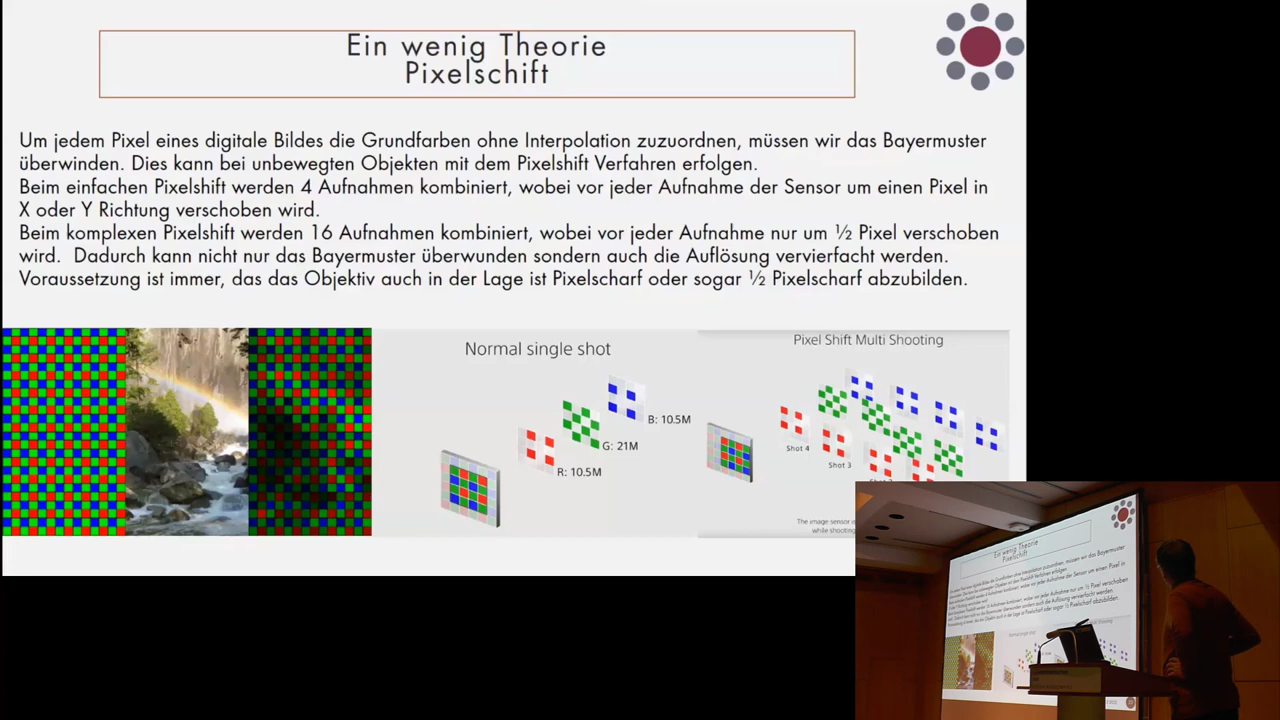 Ein wenig Theorie
Pixelschift
Um jedem Pixel eines digitale Bildes die Grundfarben ohne Interpolation zuzuordnen, müssen wir das Bayermuster
überwinden. Dies kann bei unbewegten Objekten mit dem Pixelshift Verfahren erfolgen.
Beim einfachen Pixelshift werden 4 Aufnahmen kombiniert, wobei vor jeder Aufnahme der Sensor um einen Pixel in
X oder Y Richtung verschoben wird.
Beim komplexen Pixelshift werden 16 Aufnahmen kombiniert, wobei vor jeder Aufnahme nur um ½ Pixel verschoben
wird. Dadurch kann nicht nur das Bayermuster überwunden sondern auch die Auflösung vervierfacht werden.
Voraussetzung ist immer, das das Objektiv auch in der Lage ist Pixelscharf oder sogar ½ Pixelscharf abzubilden.
Normal single shot
B: 10.5M
G: 21M
R: 10.5M
Pixel Shift Multi Shooting
Shot 4
Shot 3
The image sensor is
while shooting
Ein wenig Theorie
Pixelschift